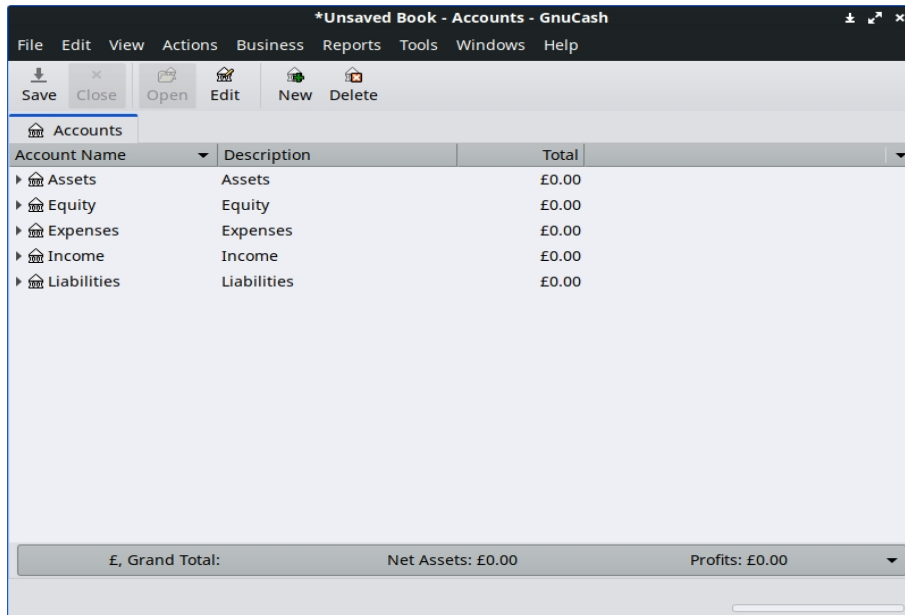 *Unsaved Book - Accounts - GnuCash
File Edit View Actions Business Reports Tools Windows Help
Save Close Open Edit New Delete
Accounts
Account Name Description Total
Assets Assets £0.00
Equity Equity £0.00
Expenses Expenses £0.00
Income Income £0.00
Liabilities Liabilities £0.00
£, Grand Total: Net Assets: £0.00 Profits: £0.00